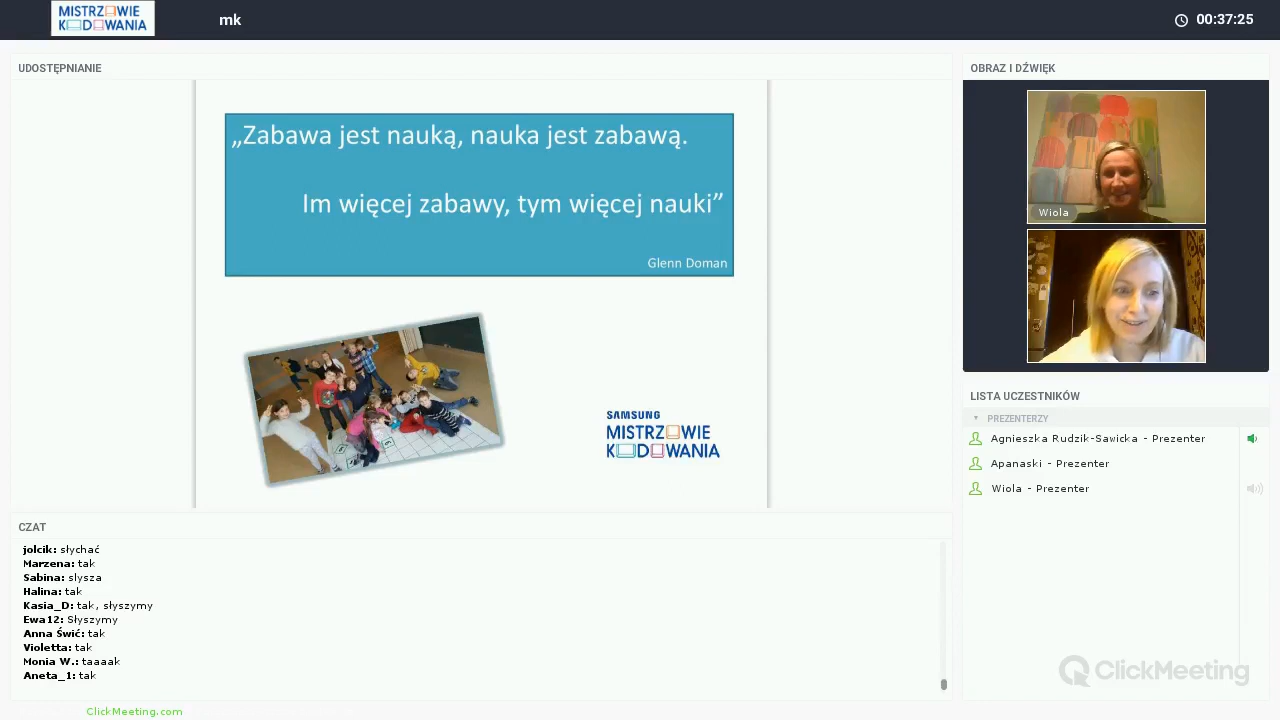 MISTRZOWIE
KODOWANIA
mk
00:37:25
UDOSTĘPNIANIE
„Zabawa jest nauką, nauka jest zabawą.
Im więcej zabawy, tym więcej nauki”
Glenn Doman
SAMSUNG
MISTRZOWIE
KODOWANIA
OBRAZ I DŹWIĘK
Wiola
LISTA UCZESTNIKÓW
PREZENTERZY
Agnieszka Rudzik-Sawicka - Prezenter
Apanaski - Prezenter
Wiola - Prezenter
CZAT
jolcik: słychać
Marzena: tak
Sabina: slysza
Halina: tak
Kasia_D: tak, słyszymy
Ewa12: Słyszymy
Anna Świć: tak
Violetta: tak
Monia W.: taaaak
Aneta_1: tak
ClickMeeting
ClickMeeting.com